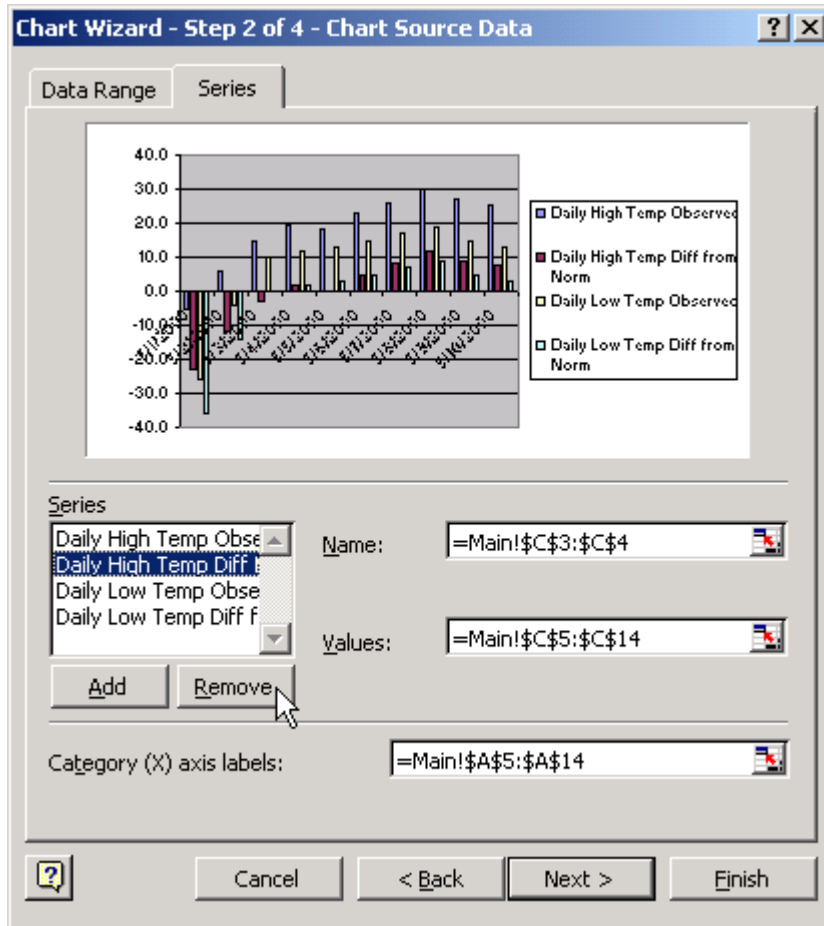 Chart Wizard - Step 2 of 4 - Chart Source Data
Data Range
Series
40.0
30.0
20.0
10.0
0.0
-10.0
-20.0
-30.0
-40.0
Daily High Temp Observed
Daily High Temp Diff from
Norm
Daily Low Temp Observed
Daily Low Temp Diff from
Norm
Series
Daily High Temp Obse
Daily High Temp Diff
Daily Low Temp Obse
Daily Low Temp Diff f
Name:
=Main!$C$3:$C$4
Values:
=Main!$C$5:$C$14
Add
Remove
Category (X) axis labels:
=Main!$A$5:$A$14
Cancel
< Back
Next >
Finish